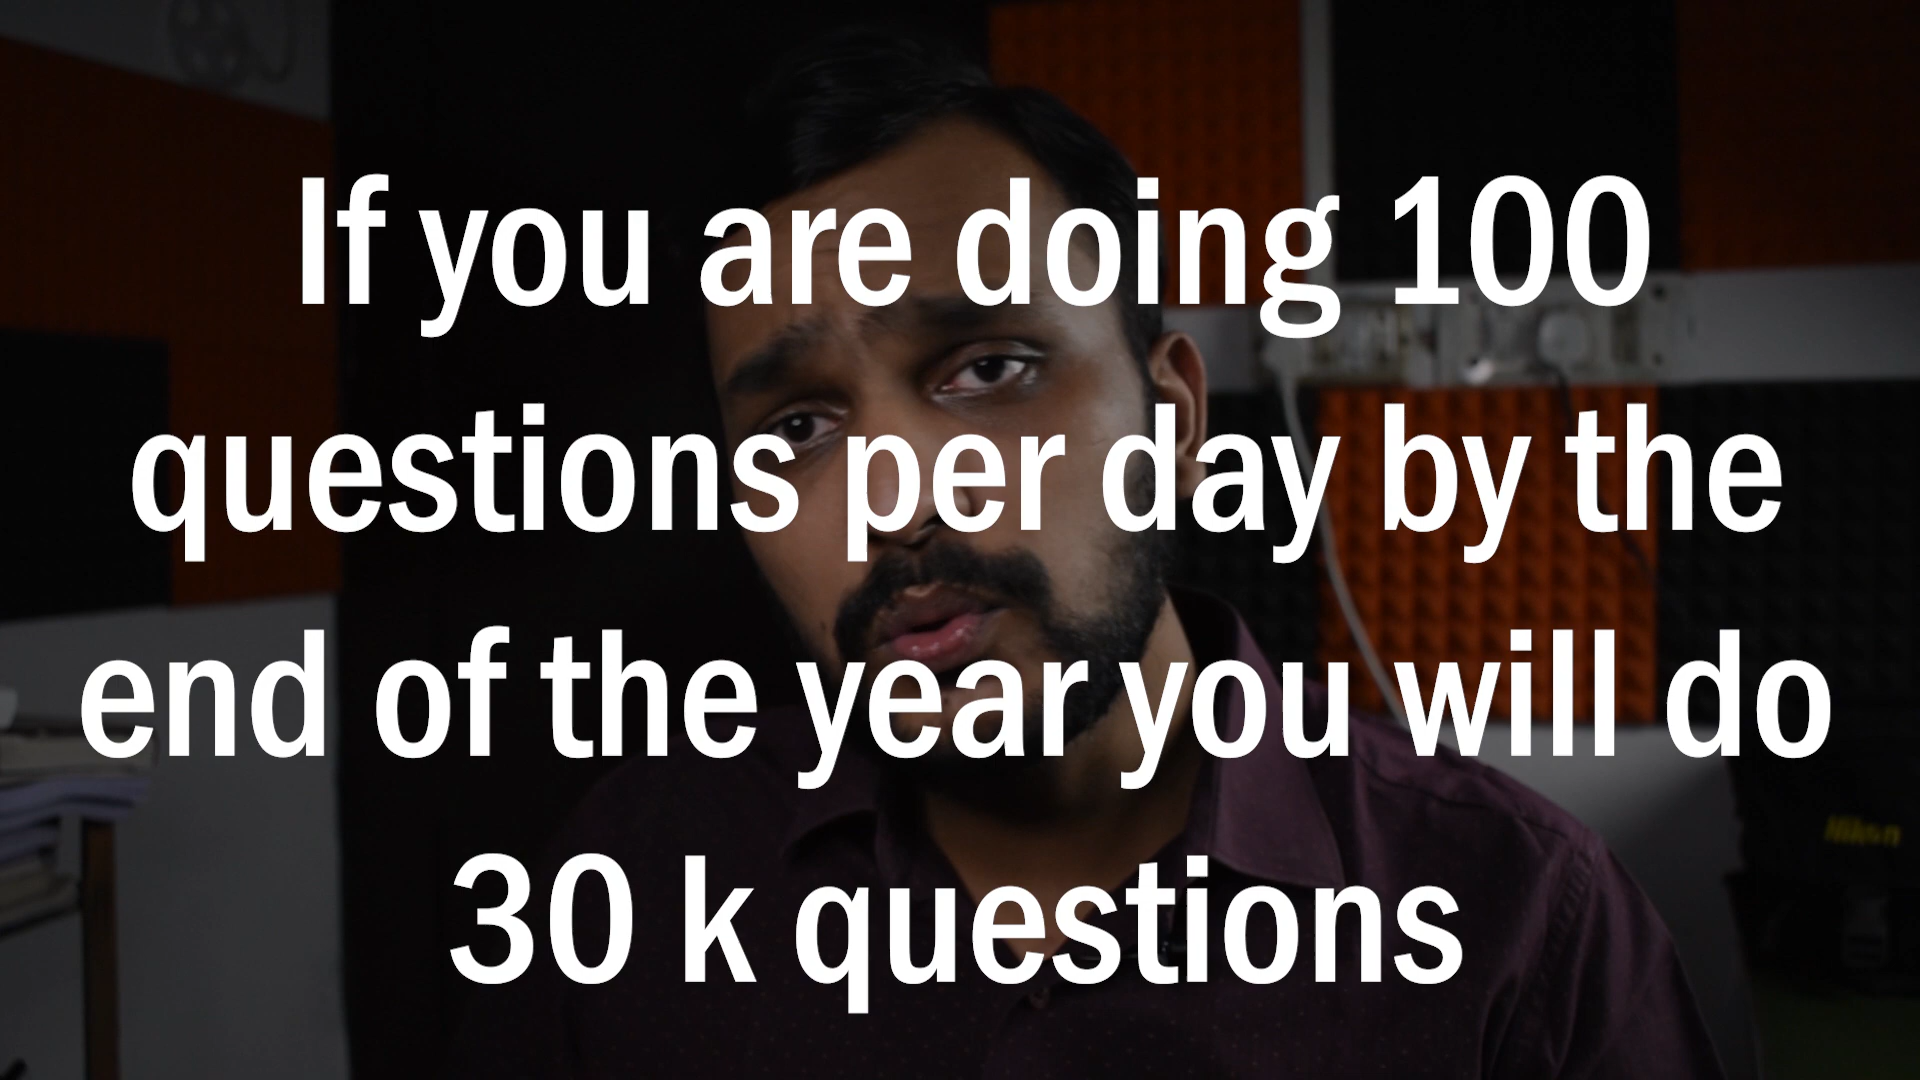 If you are doing 100
questions per day by the
end of the year you will do
30 k questions
Nikon